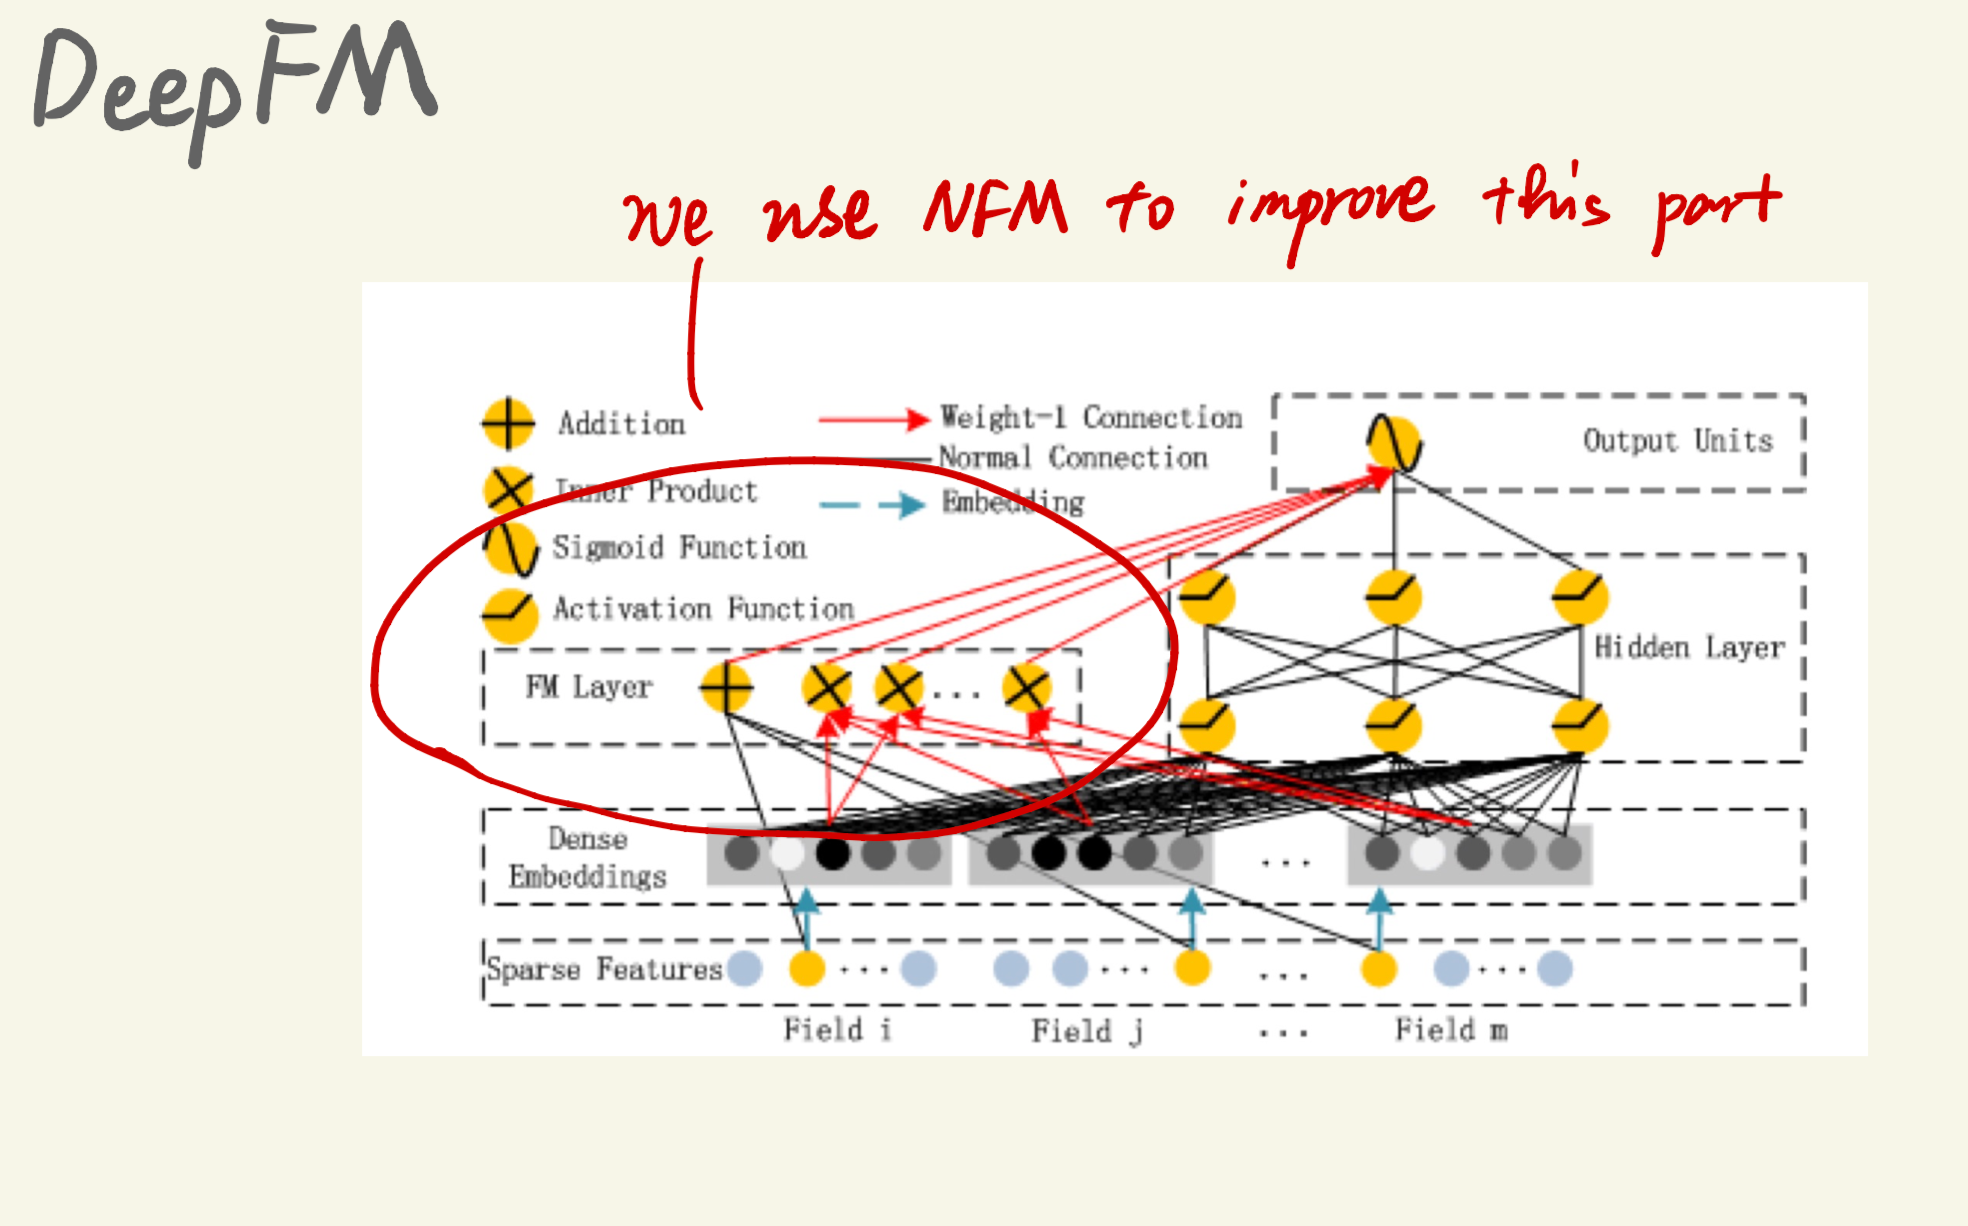 DeepFM
we use NFM to improve this part
Addition
Weight-1 Connection
Normal Connection
Output Units
Inner Product
Embedding
Sigmoid Function
Activation Function
Hidden Layer
FM Layer
...
Dense
Embeddings
...
Sparse Features ... ... ... ...
Field i Field j ... Field m